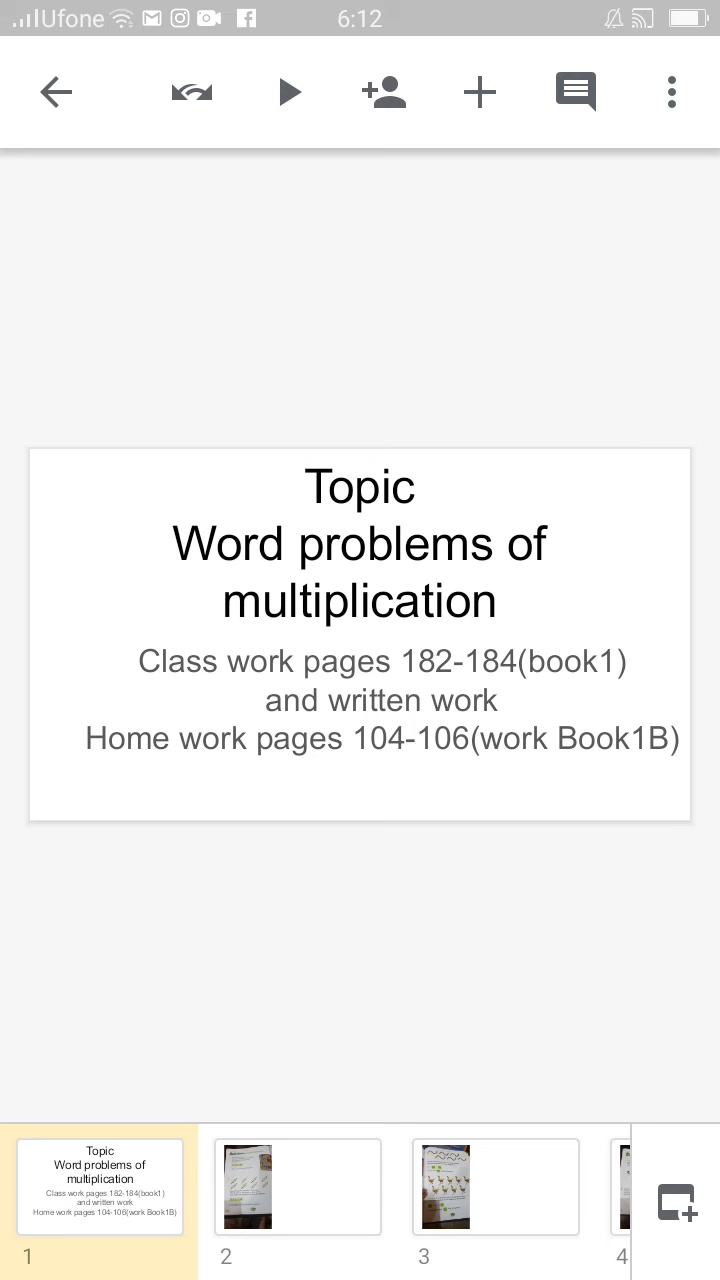 Ufone
6:12
Topic
Word problems of
multiplication
Class work pages 182-184(book1)
and written work
Home work pages 104-106(work Book1B)
Topic
Word problems of
multiplication
Class work pages 182-184(book1)
and written work
Home work pages 104-106(work Book1B)
1
2
3
4